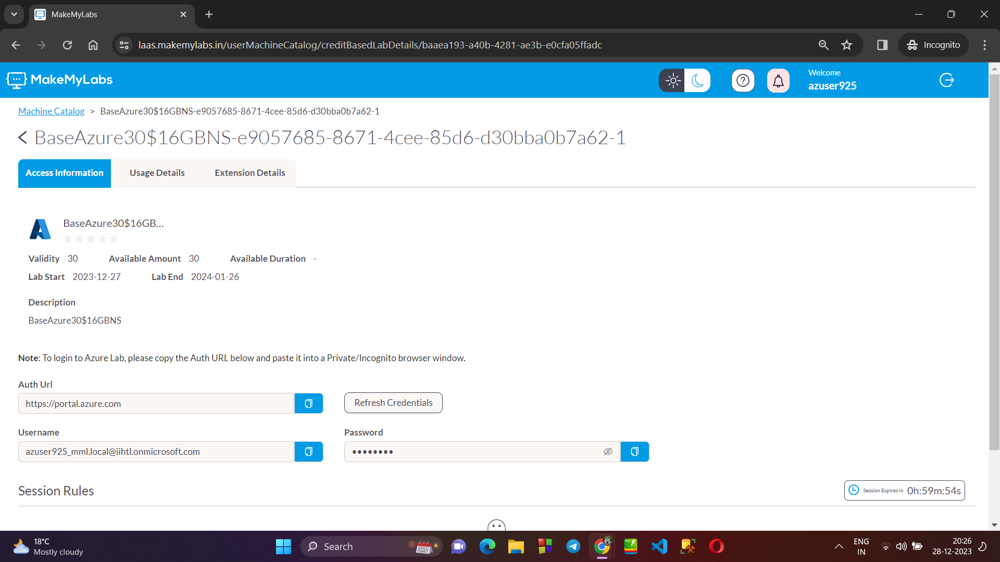 MakeMyLabs
laas.makemylabs.in/userMachineCatalog/creditBasedLabDetails/baaea193-a40b-4281-ae3b-e0cfa05ffadc
Incognito
MakeMyLabs
Welcome
azuser925
Machine Catalog > BaseAzure30$16GBNS-e9057685-8671-4cee-85d6-d30bba0b7a62-1
BaseAzure30$16GBNS-e9057685-8671-4cee-85d6-d30bba0b7a62-1
Access Information Usage Details Extension Details
BaseAzure30$16GB...
Validity 30 Available Amount 30 Available Duration -
Lab Start 2023-12-27 Lab End 2024-01-26
Description
BaseAzure30$16GBNS
Note: To login to Azure Lab, please copy the Auth URL below and paste it into a Private/Incognito browser window.
Auth Url
https://portal.azure.com Refresh Credentials
Username Password
azuser925_mml.local@iihtl.onmicrosoft.com ••••••••
Session Rules Session Expires In 0h:59m:54s
18°C
Mostly cloudy
Search
ENG
IN
20:26
28-12-2023